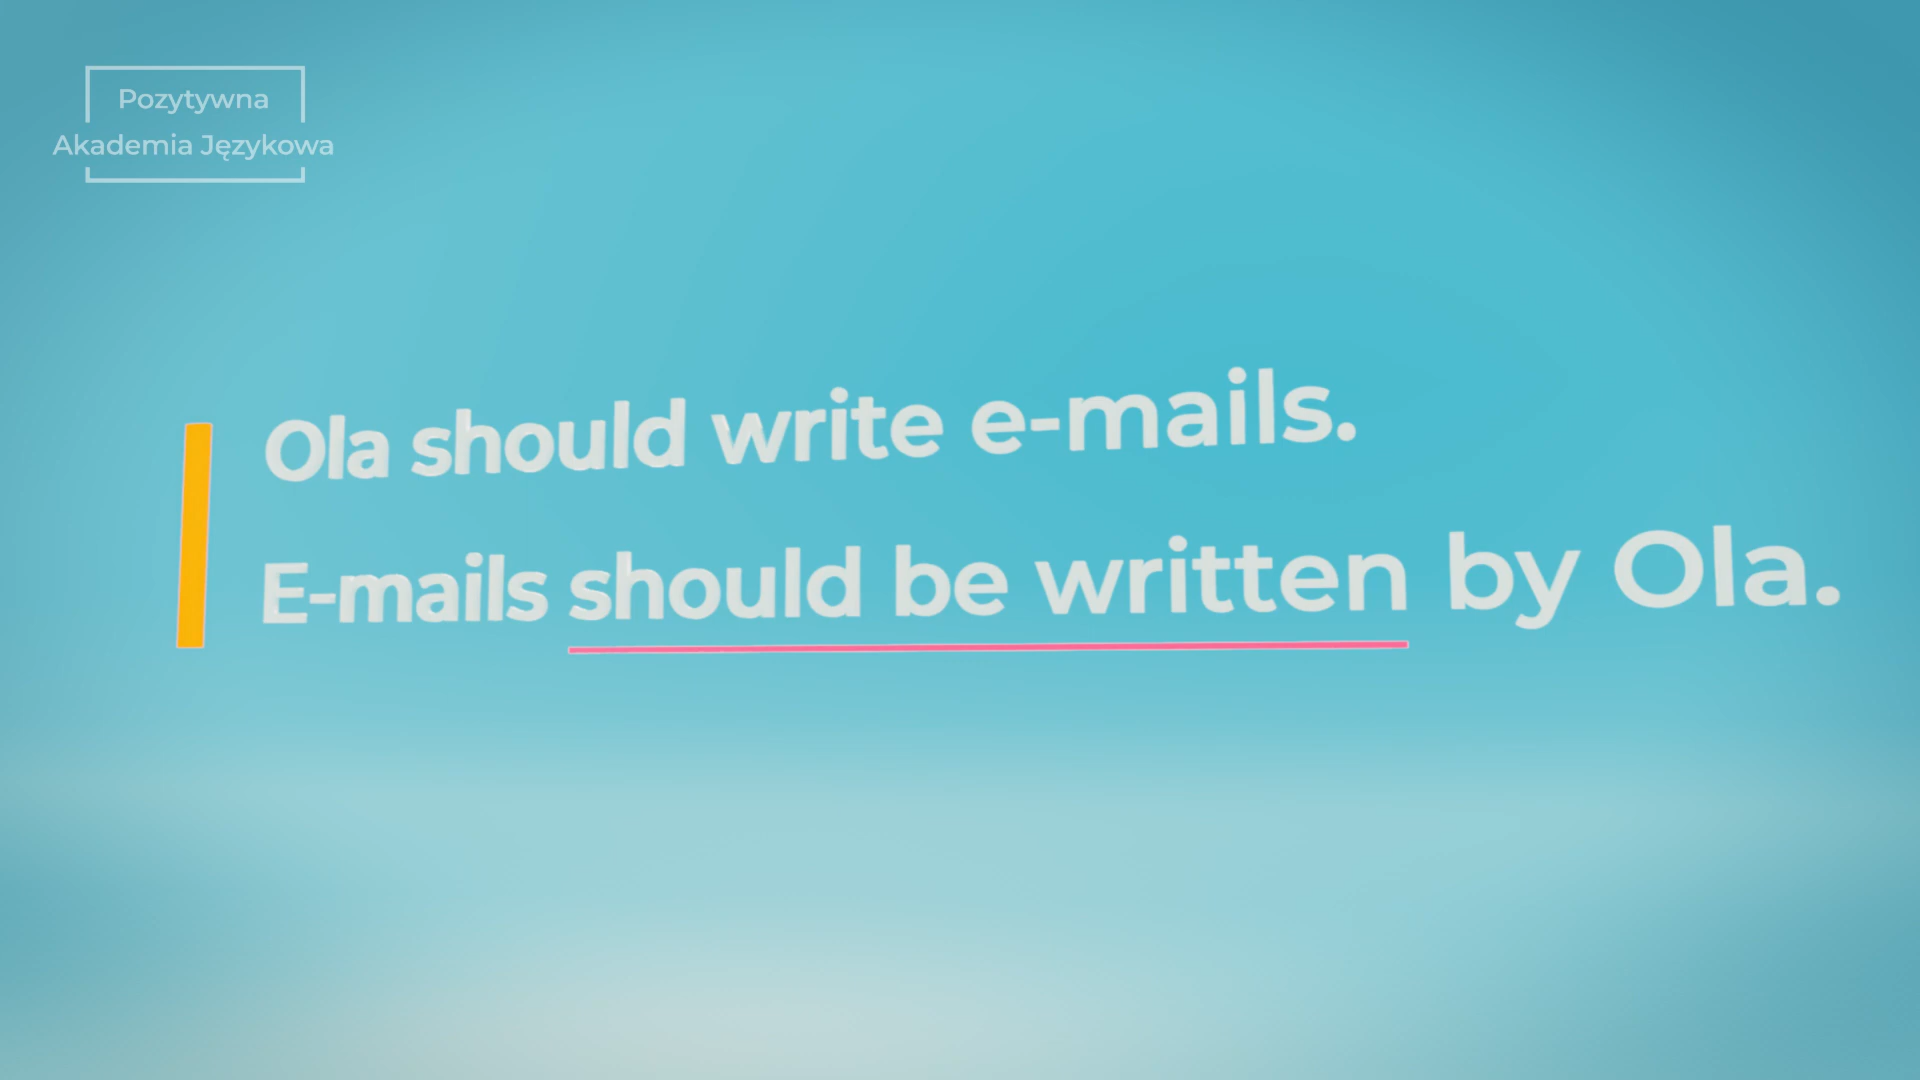 Pozytywna
Akademia Językowa
Ola should write e-mails.
E-mails should be written by Ola.